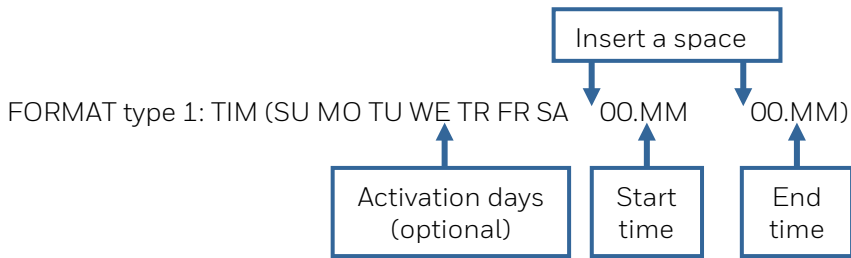 Insert a space
FORMAT type 1: TIM (SU MO TU WE TR FR SA 00.MM 00.MM)
Activation days
(optional)
Start
time
End
time